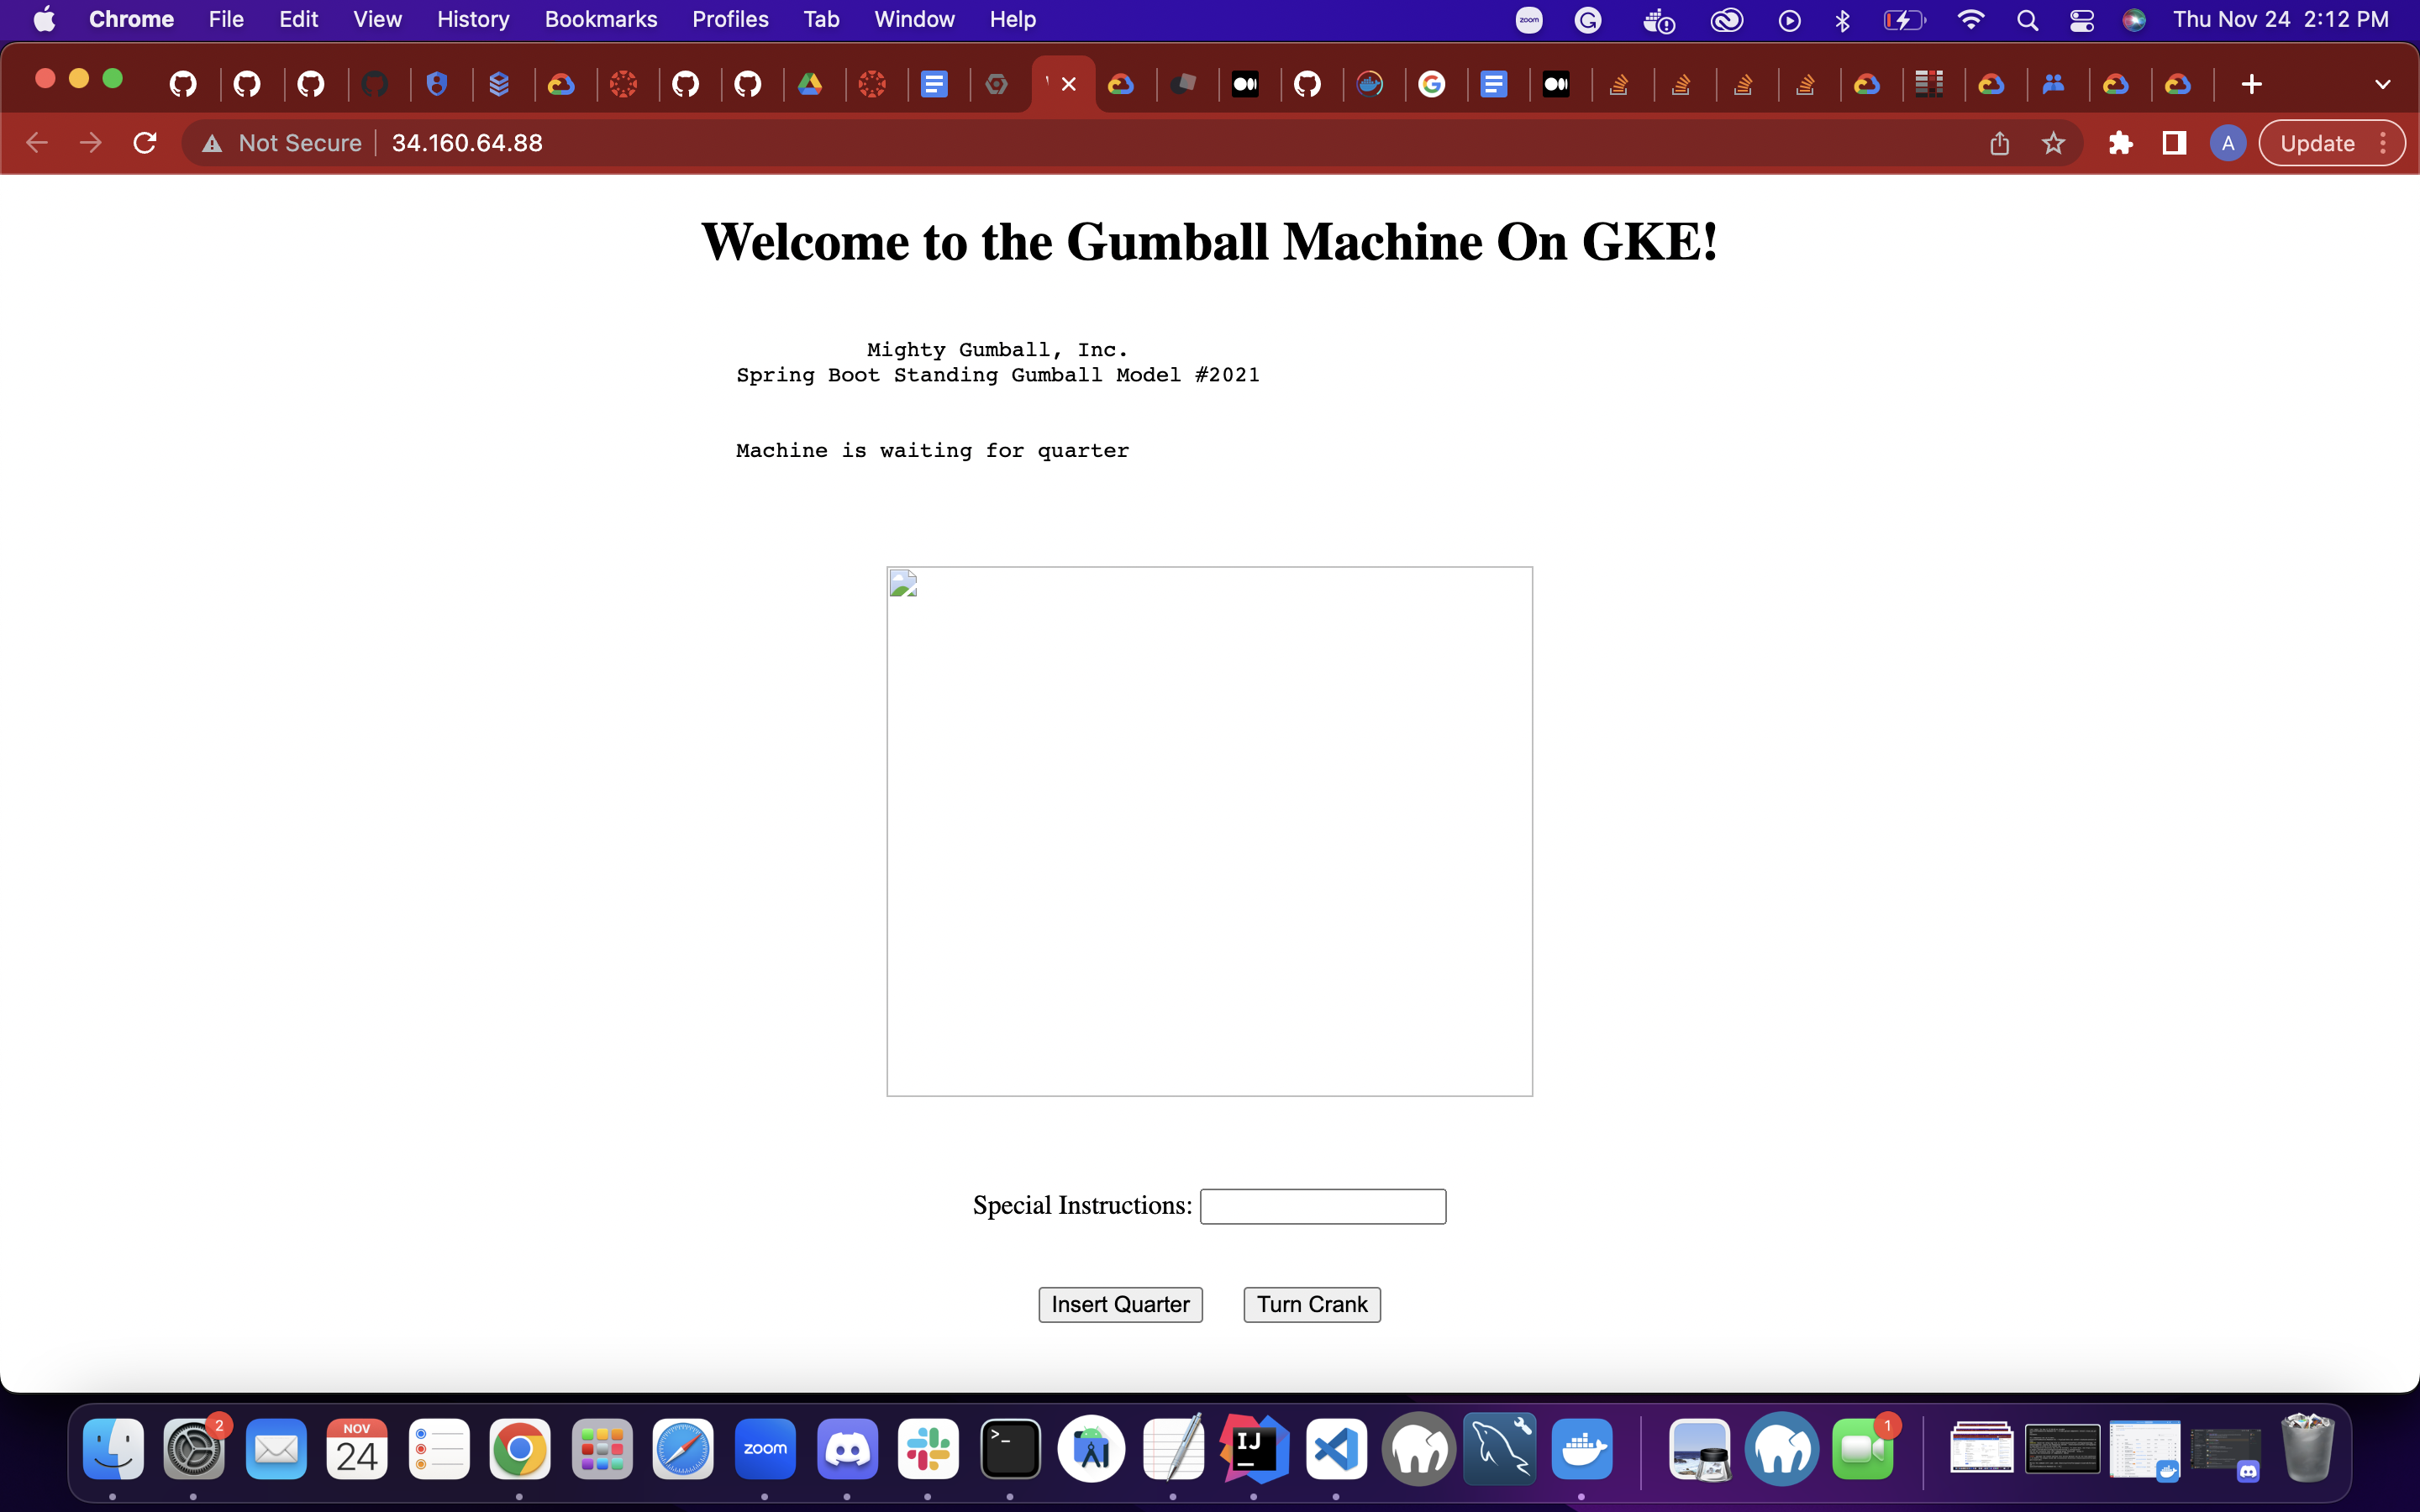 Chrome File Edit View History Bookmarks Profiles Tab Window Help zoom Thu Nov 24 2:12 PM
Not Secure 34.160.64.88 A Update
Welcome to the Gumball Machine On GKE!
Mighty Gumball, Inc.
Spring Boot Standing Gumball Model #2021
Machine is waiting for quarter
Special Instructions:
Insert Quarter Turn Crank
2 NOV 24 zoom >_ IJ 1